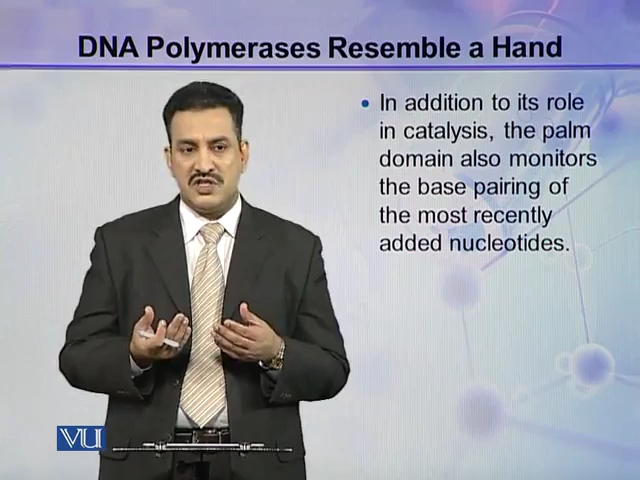 DNA Polymerases Resemble a Hand
• In addition to its role
in catalysis, the palm
domain also monitors
the base pairing of
the most recently
added nucleotides.
VU